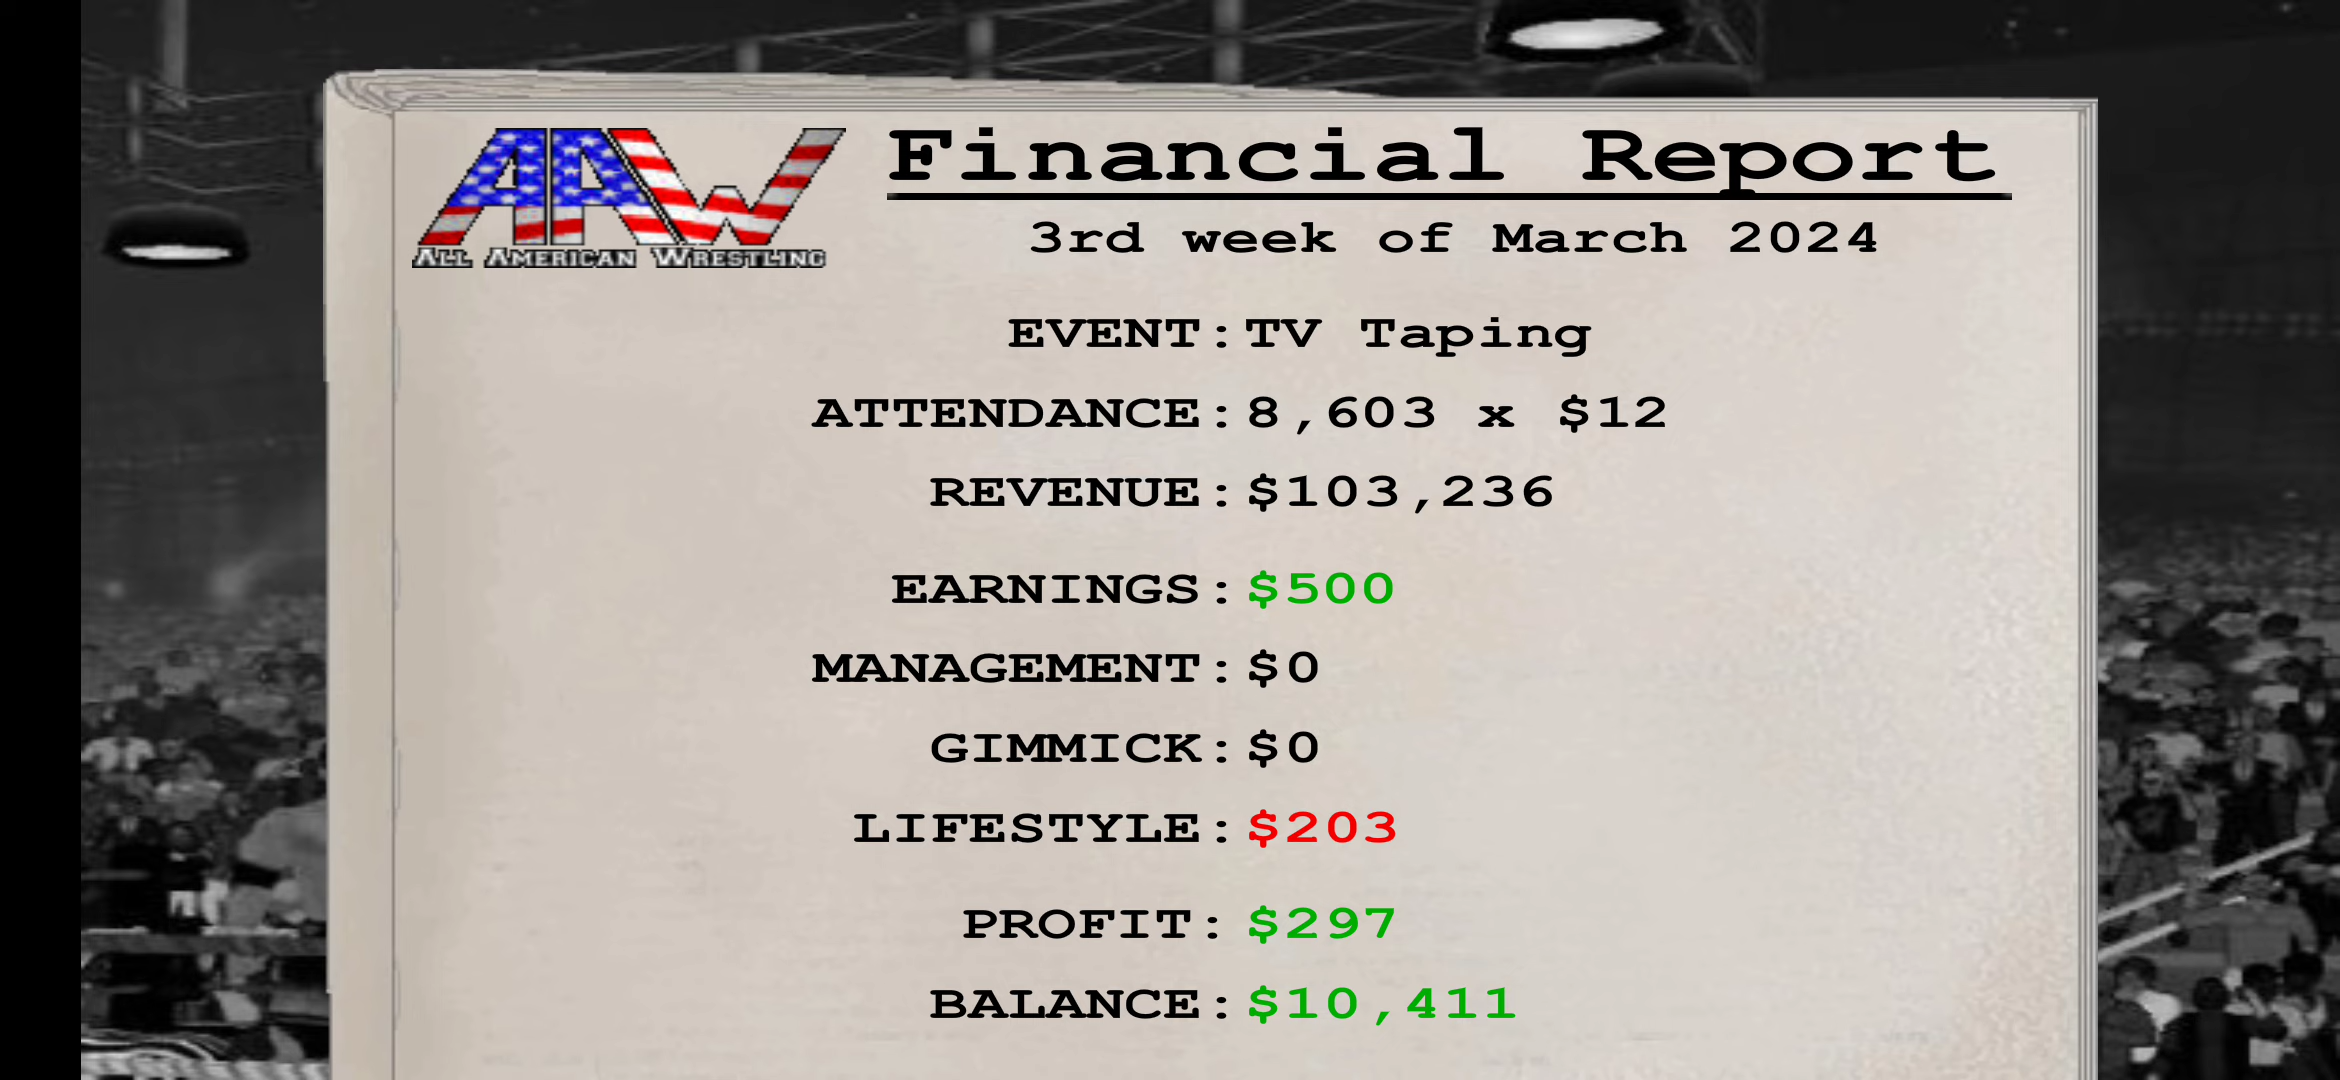 AAW
ALL AMERICAN WRESTLING
Financial Report
3rd week of March 2024
EVENT: TV Taping
ATTENDANCE: 8,603 x $12
REVENUE: $103,236
EARNINGS: $500
MANAGEMENT: $0
GIMMICK: $0
LIFESTYLE: $203
PROFIT: $297
BALANCE: $10,411